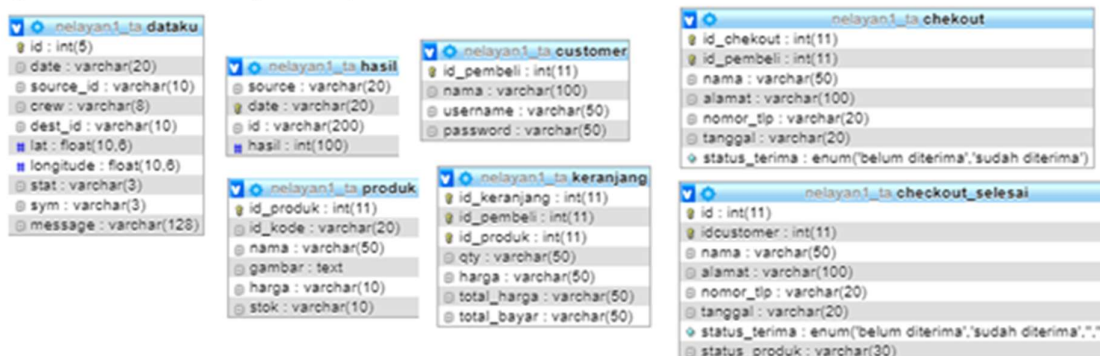 nelayan1_ta dataku
id : int(5)
date : varchar(20)
source_id : varchar(10)
crew : varchar(8)
dest_id : varchar(10)
lat : float(10,6)
longitude : float(10,6)
stat : varchar(3)
sym : varchar(3)
message : varchar(128)
nelayan1_ta hasil
source : varchar(20)
date : varchar(20)
id : varchar(200)
hasil : int(100)
nelayan1_ta produk
id_produk : int(11)
id_kode : varchar(20)
nama : varchar(50)
gambar : text
harga : varchar(10)
stok : varchar(10)
nelayan1_ta customer
id_pembeli : int(11)
nama : varchar(100)
username : varchar(50)
password : varchar(50)
nelayan1_ta keranjang
id_keranjang : int(11)
id_pembeli : int(11)
id_produk : int(11)
qty : varchar(50)
harga : varchar(50)
total_harga : varchar(50)
total_bayar : varchar(50)
nelayan1_ta chekout
id_chekout : int(11)
id_pembeli : int(11)
nama : varchar(50)
alamat : varchar(100)
nomor_tlp : varchar(20)
tanggal : varchar(20)
status_terima : enum('belum diterima','sudah diterima')
nelayan1_ta checkout_selesai
id : int(11)
idcustomer : int(11)
nama : varchar(50)
alamat : varchar(100)
nomor_tlp : varchar(20)
tanggal : varchar(20)
status_terima : enum('belum diterima','sudah diterima','','
status_produk : varchar(30)